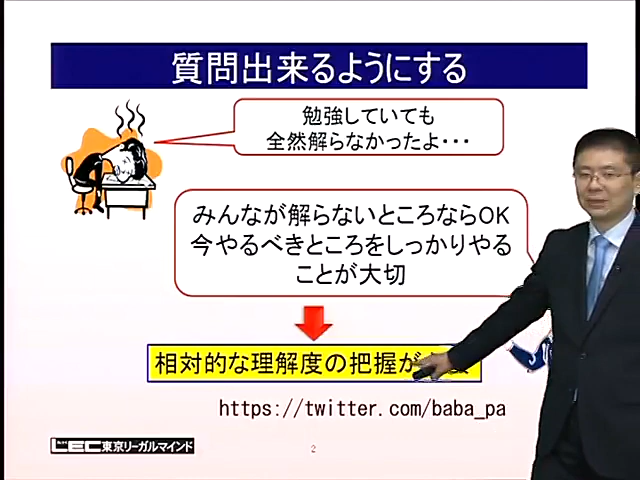 質問出来るようにする
勉強していても
全然解らなかったよ・・・
みんなが解らないところならOK
今やるべきところをしっかりやる
ことが大切
相対的な理解度の把握が
https://twitter.com/baba_pa
LEC東京リーガルマインド
2